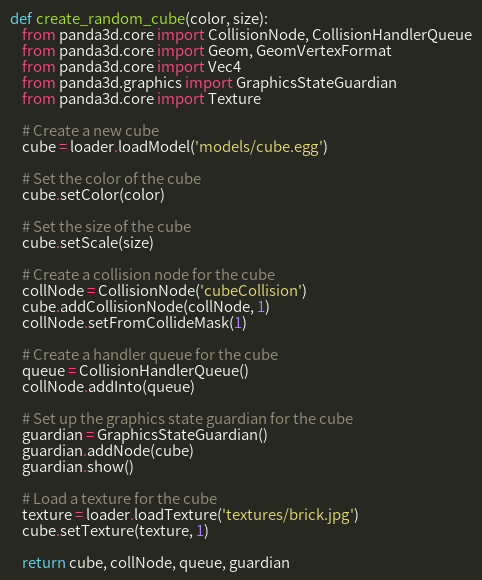 def create_random_cube(color, size):
from panda3d.core import CollisionNode, CollisionHandlerQueue
from panda3d.core import Geom, GeomVertexFormat
from panda3d.core import Vec4
from panda3d.graphics import GraphicsStateGuardian
from panda3d.core import Texture
# Create a new cube
cube = loader.loadModel('models/cube.egg')
# Set the color of the cube
cube.setColor(color)
# Set the size of the cube
cube.setScale(size)
# Create a collision node for the cube
collNode = CollisionNode('cubeCollision')
cube.addCollisionNode(collNode, 1)
collNode.setFromCollideMask(1)
# Create a handler queue for the cube
queue = CollisionHandlerQueue()
collNode.addInto(queue)
# Set up the graphics state guardian for the cube
guardian = GraphicsStateGuardian()
guardian.addNode(cube)
guardian.show()
# Load a texture for the cube
texture = loader.loadTexture('textures/brick.jpg')
cube.setTexture(texture, 1)
return cube, collNode, queue, guardian